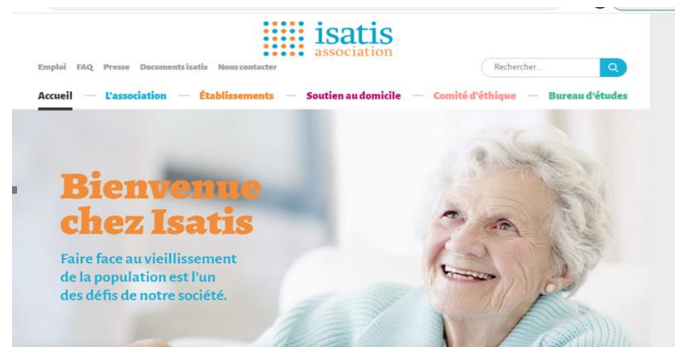 isatis
association
Emploi FAQ Presse Documents isatis Nous contacter
Rechercher...
Accueil — L'association — Établissements — Soutien au domicile — Comité d'éthique — Bureau d'études
Bienvenue
chez Isatis
Faire face au vieillissement
de la population est l'un
des défis de notre société.